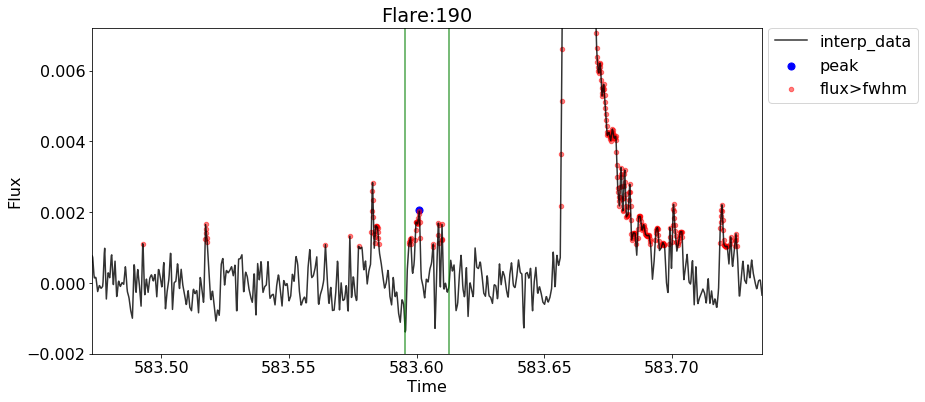 Flare:190
interp_data
peak
flux>fwhm
0.006
0.004
0.002
0.000
−0.002
Flux
583.50
583.55
583.60
583.65
583.70
Time